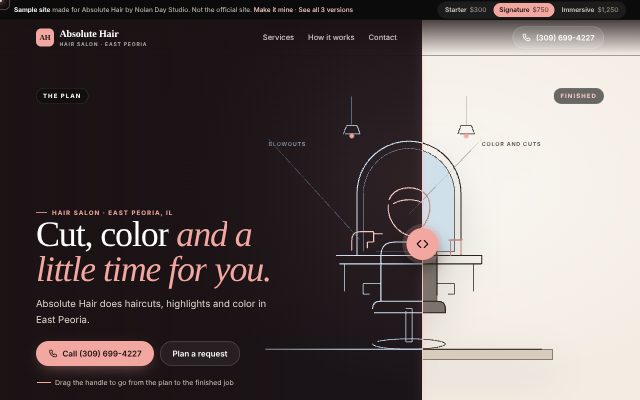 Sample site made for Absolute Hair by Nolan Day Studio. Not the official site. Make it mine · See all 3 versions
Starter $300 Signature $750 Immersive $1,250
AH Absolute Hair
HAIR SALON · EAST PEORIA
Services How it works Contact
(309) 699-4227
THE PLAN
FINISHED
BLOWOUTS
COLOR AND CUTS
HAIR SALON · EAST PEORIA, IL
Cut, color and a
little time for you.
Absolute Hair does haircuts, highlights and color in
East Peoria.
Call (309) 699-4227
Plan a request
Drag the handle to go from the plan to the finished job